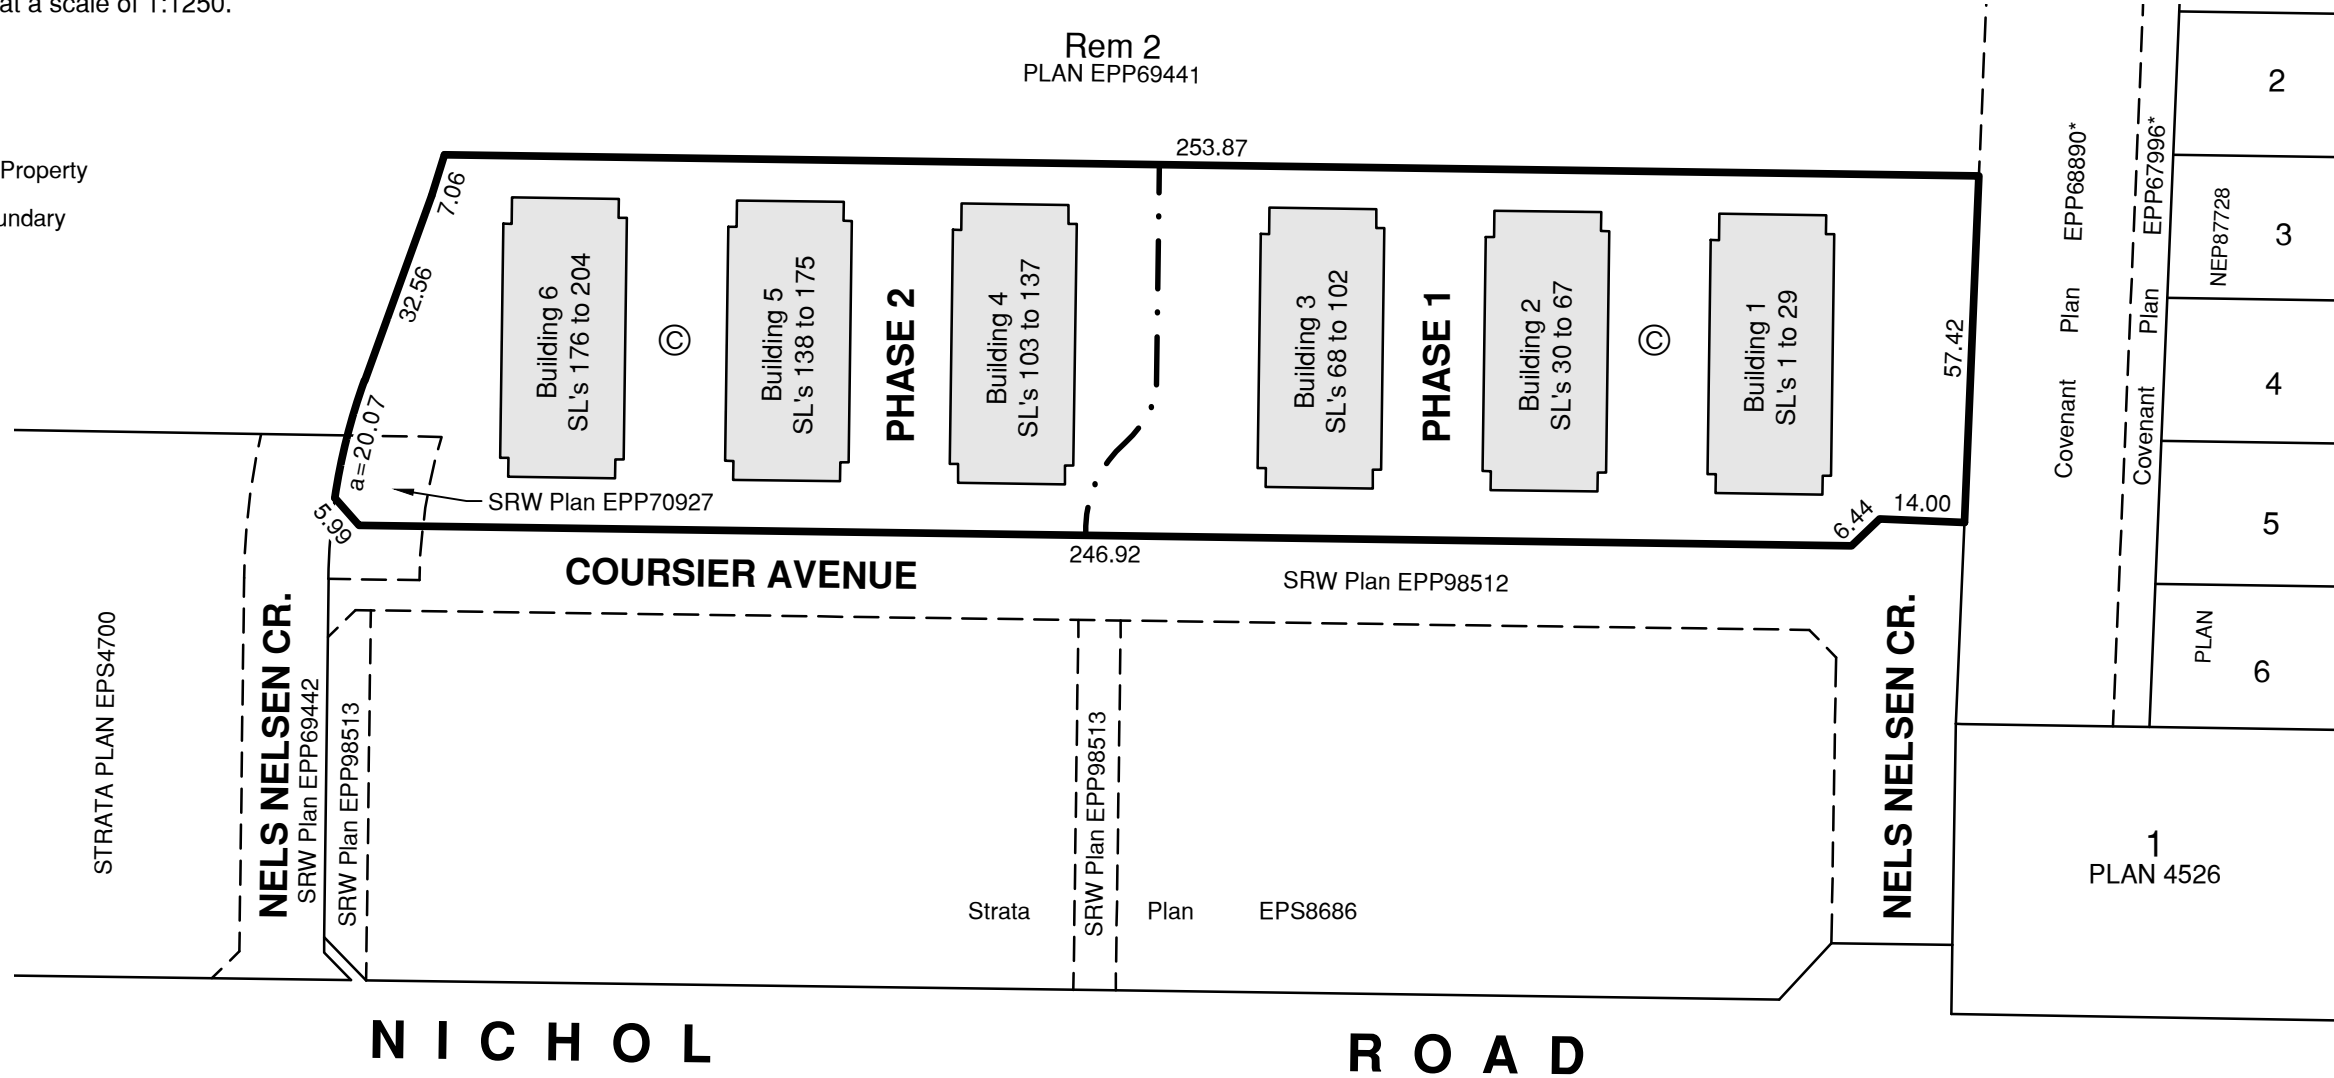 at a scale of 1:1250.
Rem 2
PLAN EPP69441
Property
undary
253.87
7.06
32.56
a=20.07
5.99
246.92
6.44
14.00
57.42
Building 6
SL's 176 to 204
©
Building 5
SL's 138 to 175
PHASE 2
Building 4
SL's 103 to 137
Building 3
SL's 68 to 102
PHASE 1
Building 2
SL's 30 to 67
©
Building 1
SL's 1 to 29
SRW Plan EPP70927
COURSIER AVENUE
SRW Plan EPP98512
Covenant Plan EPP68890*
Covenant Plan EPP67996*
PLAN NEP87728
2
3
4
5
6
STRATA PLAN EPS4700
NELS NELSEN CR.
SRW Plan EPP69442
SRW Plan EPP98513
SRW Plan EPP98513
Strata Plan EPS8686
NELS NELSEN CR.
1
PLAN 4526
NICHOL ROAD